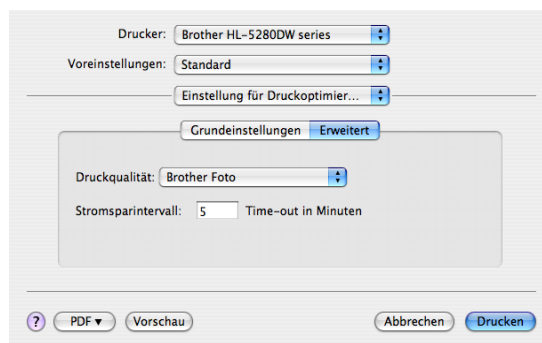 Drucker: Brother HL-5280DW series
Voreinstellungen: Standard
Einstellung für Druckoptimier...
Grundeinstellungen Erweitert
Druckqualität: Brother Foto
Stromsparintervall: 5 Time-out in Minuten
? PDF▼ Vorschau Abbrechen Drucken